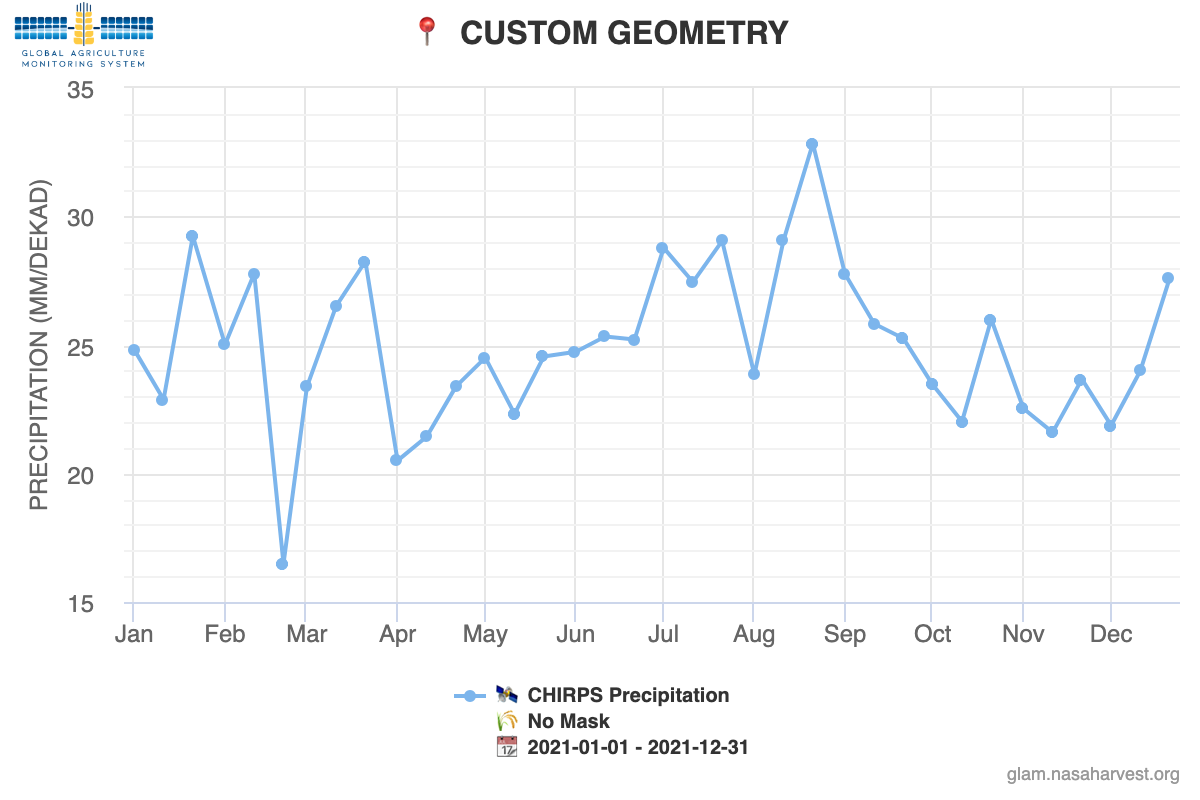 GLOBAL AGRICULTURE
MONITORING SYSTEM
CUSTOM GEOMETRY
PRECIPITATION (MM/DEKAD)
35
30
25
20
15
Jan Feb Mar Apr May Jun Jul Aug Sep Oct Nov Dec
CHIRPS Precipitation
No Mask
2021-01-01 - 2021-12-31
glam.nasaharvest.org